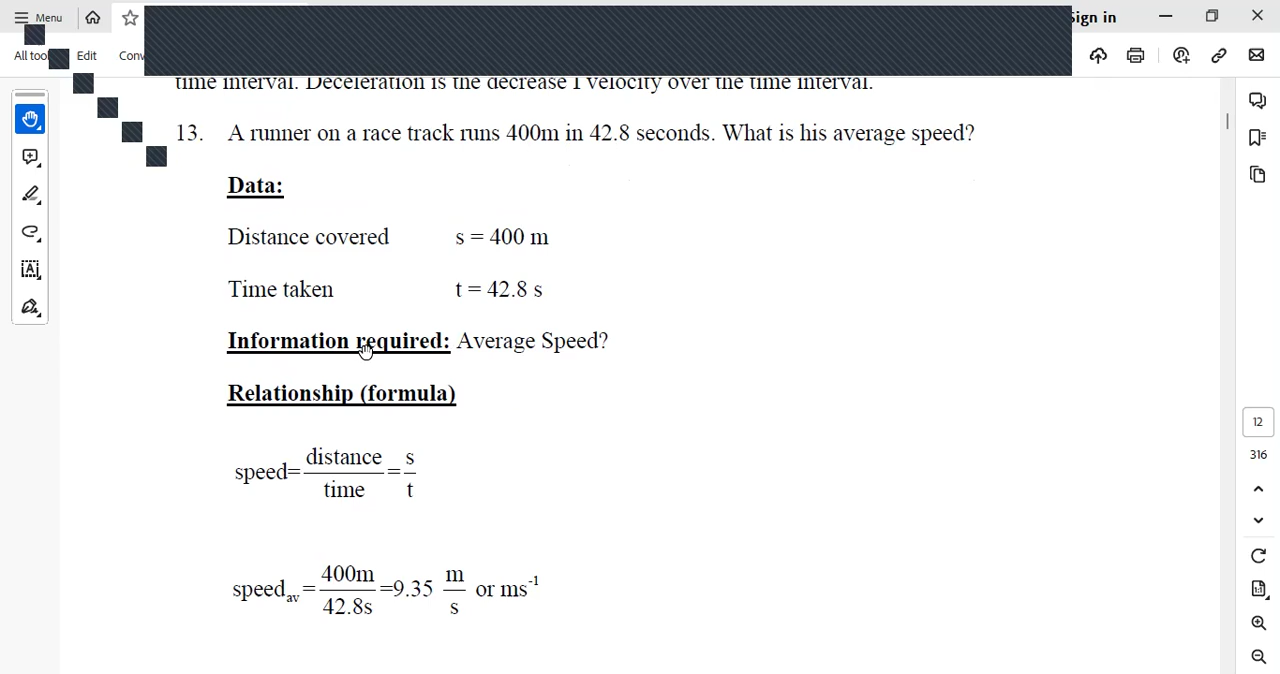 Menu
Sign in
All
Edit
time interval. Deceleration is the decrease I velocity over the time interval.
13. A runner on a race track runs 400m in 42.8 seconds. What is his average speed?
Data:
Distance covered s = 400 m
Time taken t = 42.8 s
Information required: Average Speed?
Relationship (formula)
speed=distance/time=s/t
speed_av=400m/42.8s=9.35 m/s or ms^-1
12
316